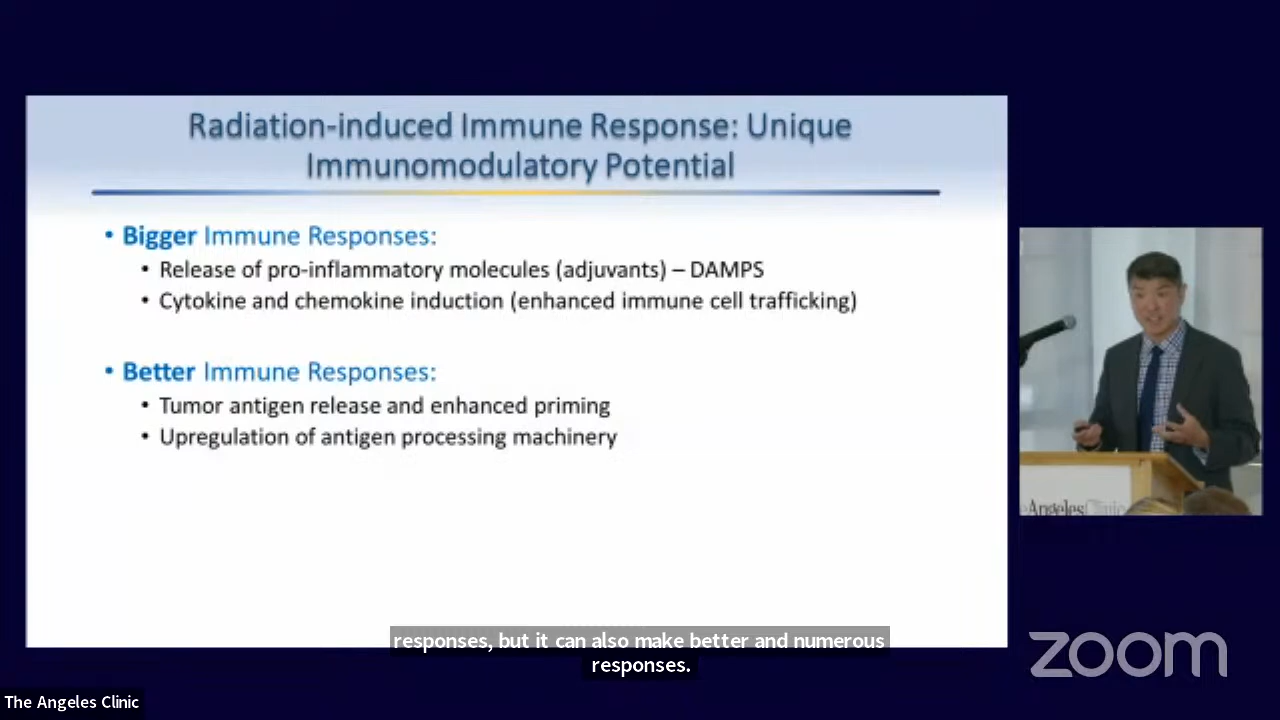 Radiation-induced Immune Response: Unique
Immunomodulatory Potential
• Bigger Immune Responses:
• Release of pro-inflammatory molecules (adjuvants) – DAMPS
• Cytokine and chemokine induction (enhanced immune cell trafficking)
• Better Immune Responses:
• Tumor antigen release and enhanced priming
• Upregulation of antigen processing machinery
eAngelesClinic
responses, but it can also make better and numerous
responses.
zoom
The Angeles Clinic